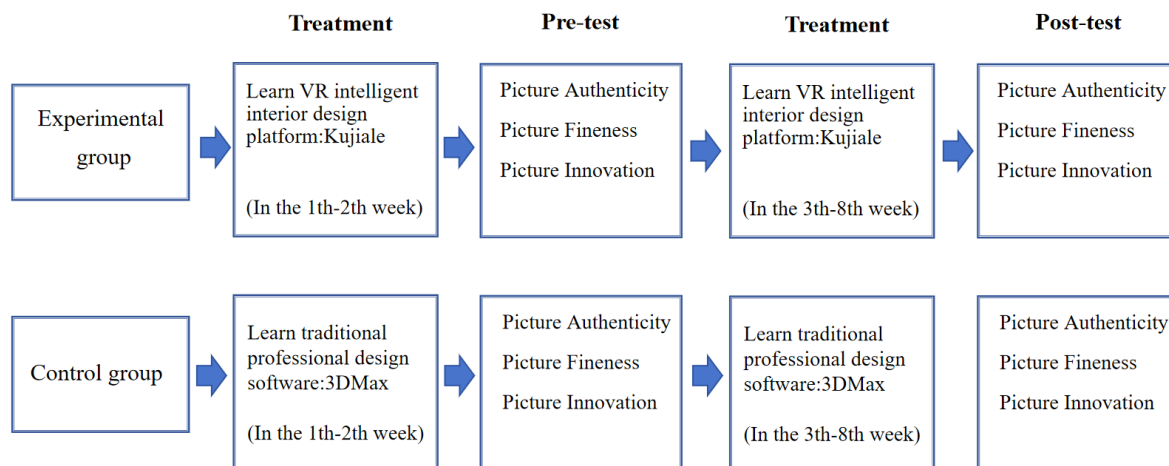 Treatment
Pre-test
Treatment
Post-test
Experimental
group
Learn VR intelligent
interior design
platform:Kujiale
(In the 1th-2th week)
Picture Authenticity
Picture Fineness
Picture Innovation
Learn VR intelligent
interior design
platform:Kujiale
(In the 3th-8th week)
Picture Authenticity
Picture Fineness
Picture Innovation
Control group
Learn traditional
professional design
software:3DMax
(In the 1th-2th week)
Picture Authenticity
Picture Fineness
Picture Innovation
Learn traditional
professional design
software:3DMax
(In the 3th-8th week)
Picture Authenticity
Picture Fineness
Picture Innovation